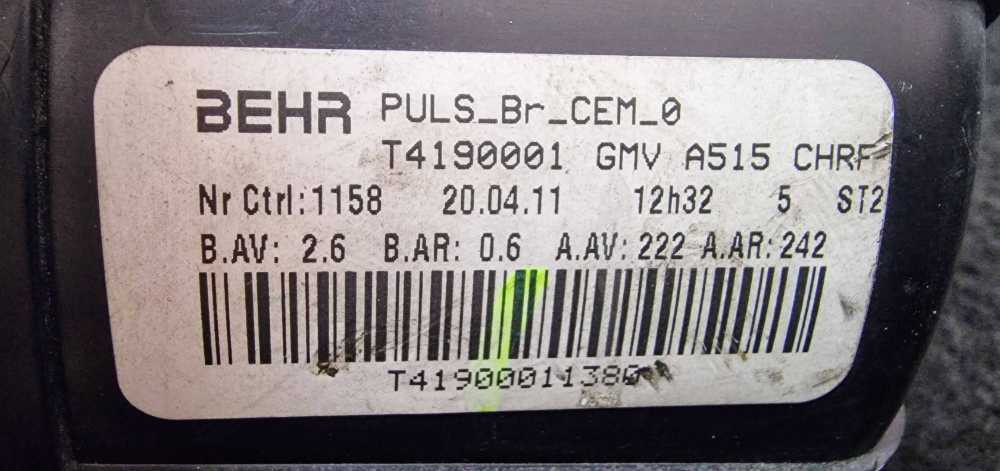 BEHR PULS_Br_CEM_0
T4190001 GMV A515 CHRF
Nr Ctrl:1158 20.04.11 12h32 5 ST2
B.AV: 2.6 B.AR: 0.6 A.AV: 222 A.AR: 242
T41900011380